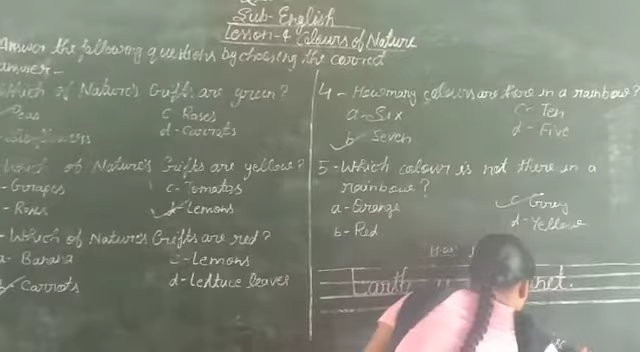 Sub- English
Lesson-4 Colours of Nature
Answer the following questions by choosing the correct
answer -
Which of Nature's Grifts are green?
Peas c- Roses
d- Carrots
Which of Nature's Grifts are yellow?
- Grapes c- Tomatoes
- Roses d- Lemons
- Which of Nature's Grifts are red?
a- Banana c- Lemons
b- Carrots d- Lettuce leaves
4 - How many colours are there in a rainbow?
a- Six c- Ten
b- Seven d- Five
5 - Which colour is not there in a
rainbow?
a- Orange c- Grey
b- Red d- Yellow
Earth